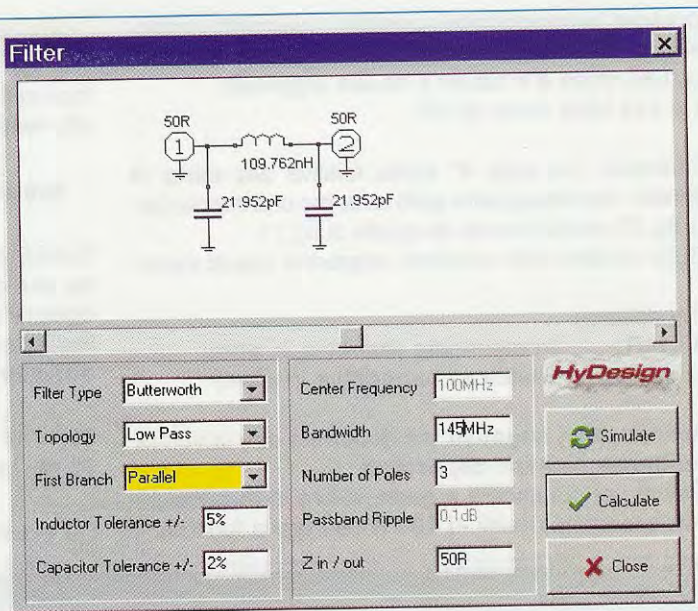 Filter
50R
50R
1
2
109.762nH
21.952pF
21.952pF
Filter Type Butterworth
Topology Low Pass
First Branch Parallel
Inductor Tolerance +/- 5%
Capacitor Tolerance +/- 2%
Center Frequency 100MHz
Bandwidth 145MHz
Number of Poles 3
Passband Ripple 0.1dB
Z in / out 50R
HyDesign
Simulate
Calculate
Close